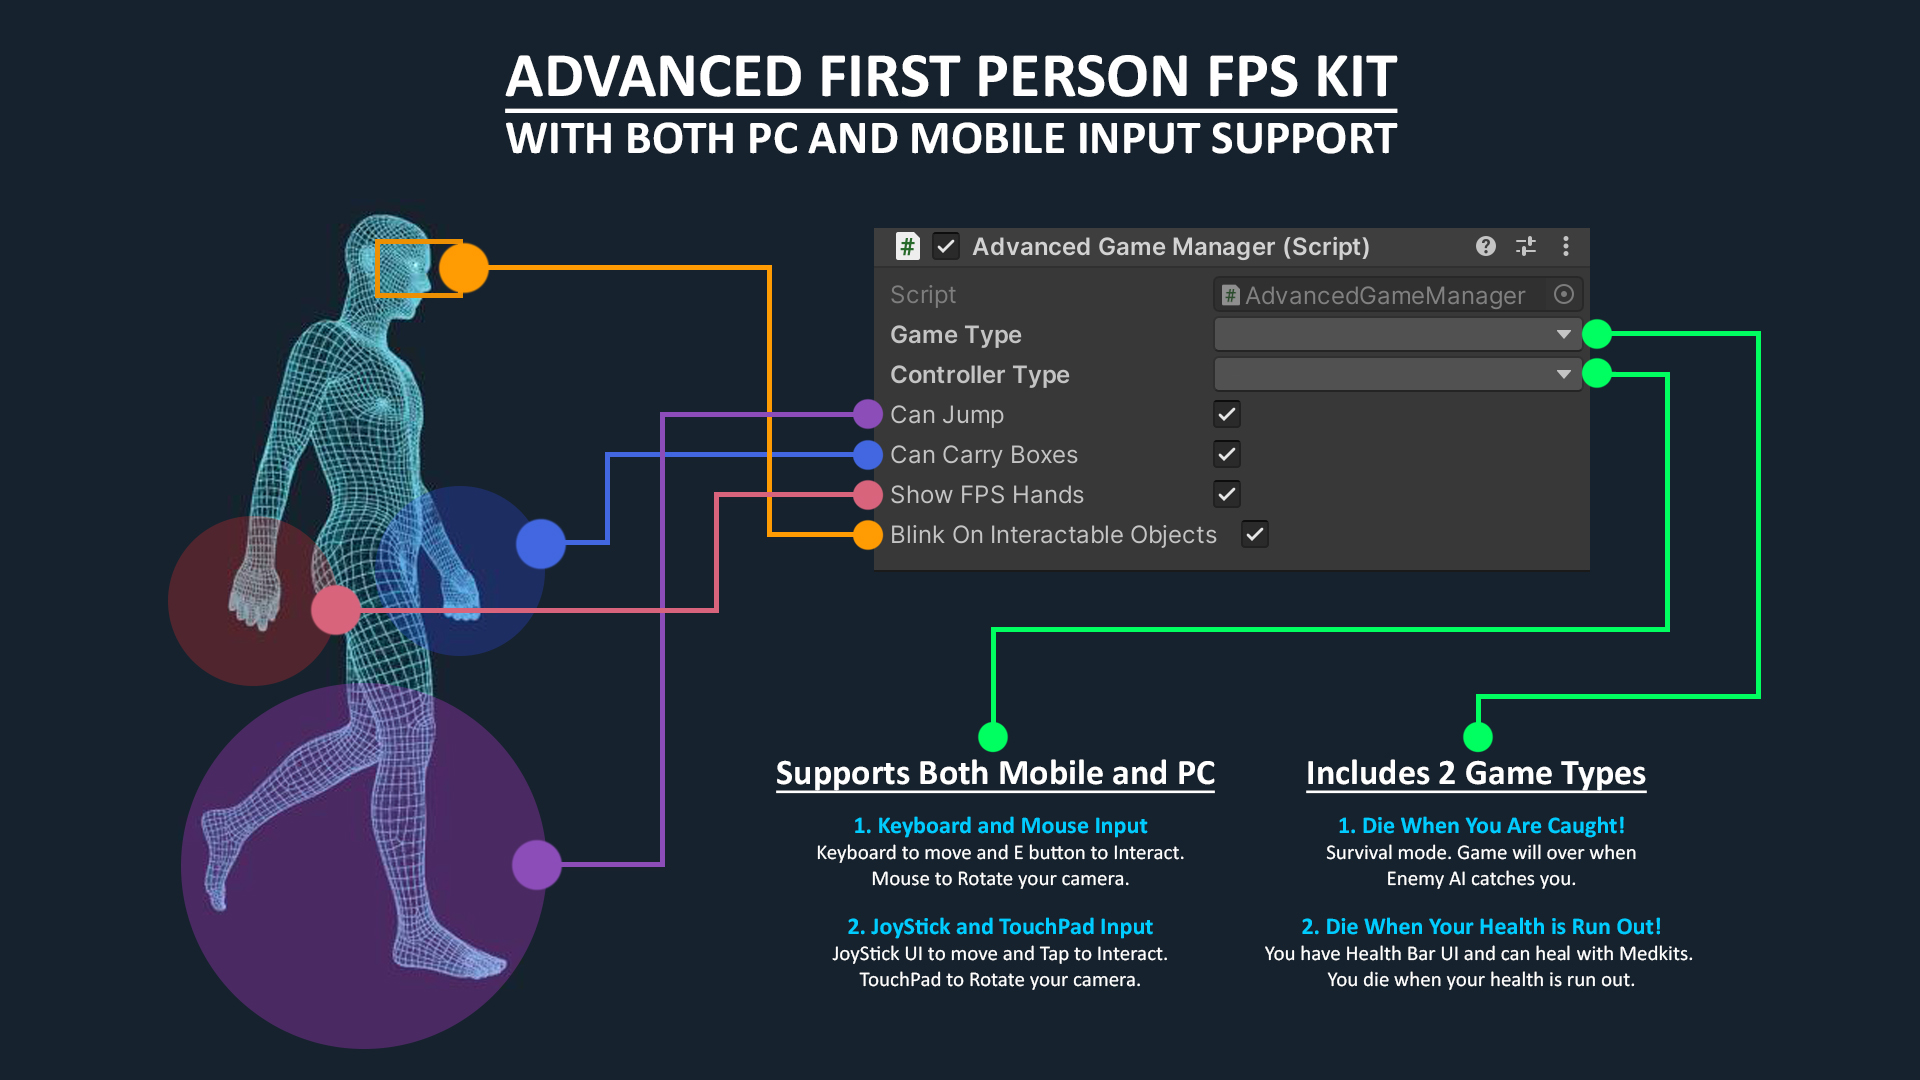 ADVANCED FIRST PERSON FPS KIT
WITH BOTH PC AND MOBILE INPUT SUPPORT
# Advanced Game Manager (Script)
Script # AdvancedGameManager
Game Type
Controller Type
Can Jump
Can Carry Boxes
Show FPS Hands
Blink On Interactable Objects
Supports Both Mobile and PC
1. Keyboard and Mouse Input
Keyboard to move and E button to Interact.
Mouse to Rotate your camera.
2. JoyStick and TouchPad Input
JoyStick UI to move and Tap to Interact.
TouchPad to Rotate your camera.
Includes 2 Game Types
1. Die When You Are Caught!
Survival mode. Game will over when
Enemy AI catches you.
2. Die When Your Health is Run Out!
You have Health Bar UI and can heal with Medkits.
You die when your health is run out.